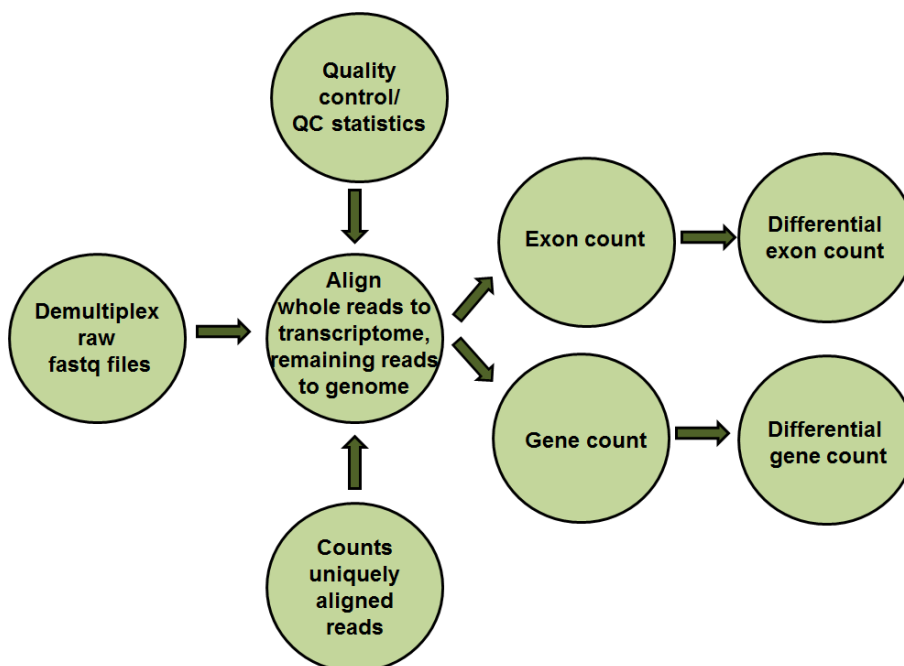 Quality
control/
QC statistics
Demultiplex
raw
fastq files
Align
whole reads to
transcriptome,
remaining reads
to genome
Counts
uniquely
aligned
reads
Exon count
Differential
exon count
Gene count
Differential
gene count